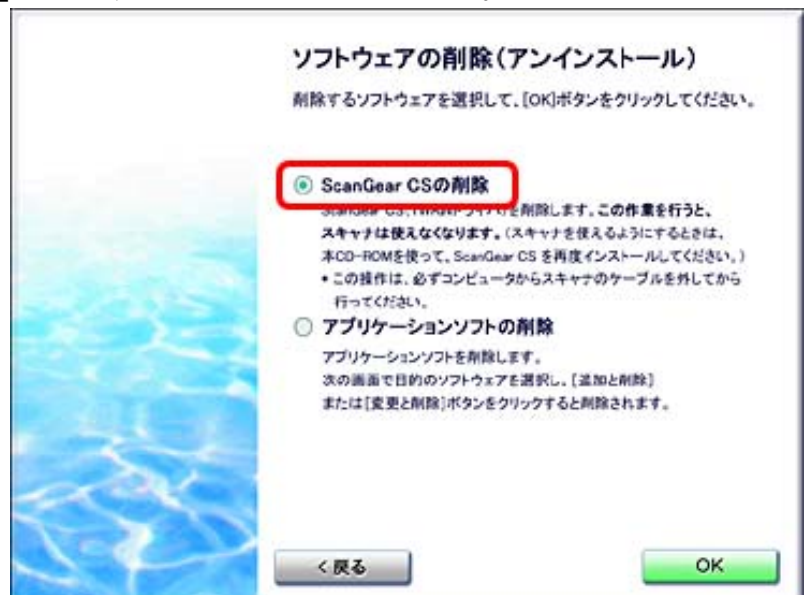 ソフトウェアの削除(アンインストール)
削除するソフトウェアを選択して、[OK]ボタンをクリックしてください。
ScanGear CSの削除
ScanGear CS(TWAINドライバ)を削除します。この作業を行うと、
スキャナは使えなくなります。(スキャナを使えるようにするときは、
本CD-ROMを使って、ScanGear CS を再度インストールしてください。)
• この操作は、必ずコンピュータからスキャナのケーブルを外してから
行ってください。
アプリケーションソフトの削除
アプリケーションソフトを削除します。
次の画面で目的のソフトウェアを選択し、[追加と削除]
または[変更と削除]ボタンをクリックすると削除されます。
< 戻る
OK